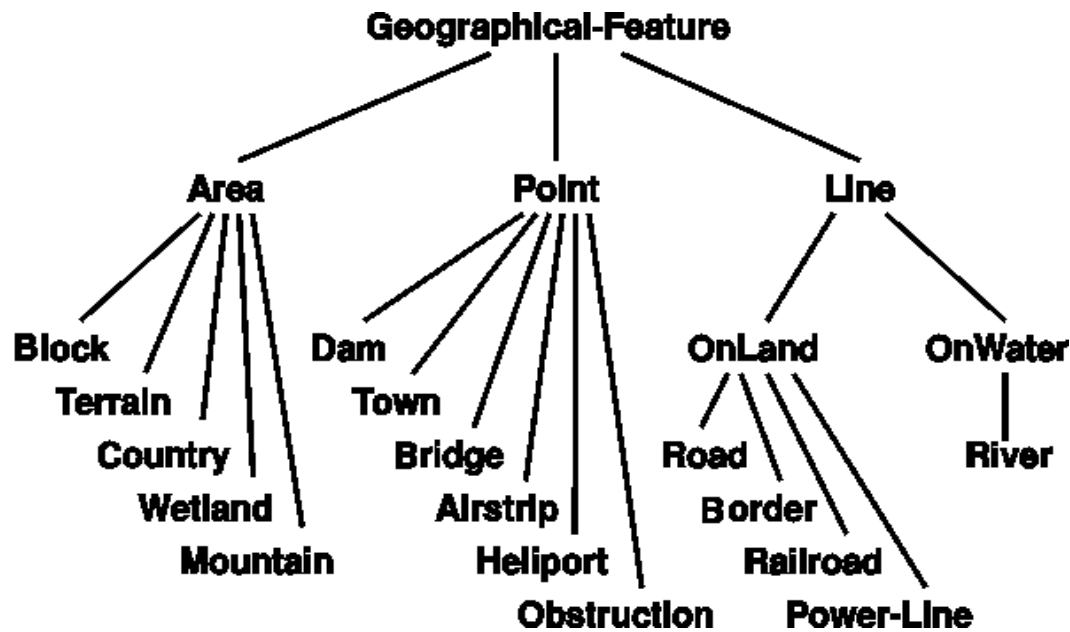 Geographical-Feature
Area Point Line
Block Dam OnLand OnWater
Terrain Town
Country Bridge Road River
Wetland Airstrip Border
Mountain Heliport Railroad
Obstruction Power-Line